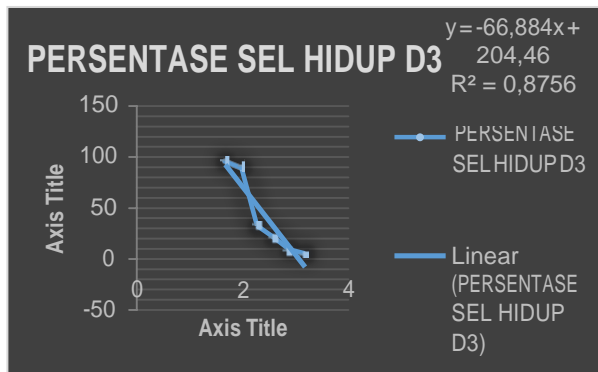 PERSENTASE SEL HIDUP D3
y = -66,884x +
204,46
R² = 0,8756
150
100
50
0
-50
0
2
4
Axis Title
Axis Title
PERSENTASE
SEL HIDUP D3
Linear
(PERSENTASE
SEL HIDUP
D3)